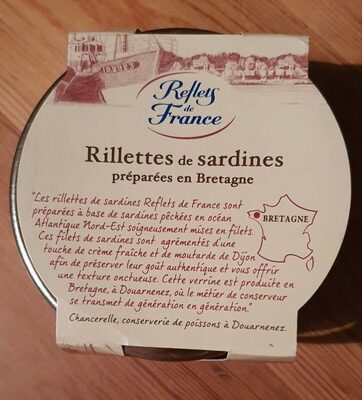 Reflets
de
France
Rillettes de sardines
préparées en Bretagne
"Les rillettes de sardines Reflets de France sont
préparées à base de sardines pêchées en océan
Atlantique Nord-Est soigneusement mises en filets.
Ces filets de sardines sont agrémentés d'une
touche de crème fraîche et de moutarde de Dijon
afin de préserver leur goût authentique et vous offrir
une texture onctueuse. Cette verrine est produite en
Bretagne, à Douarnenez, où le métier de conserveur
se transmet de génération en génération."
Chancerelle, conserverie de poissons à Douarnenez.
BRETAGNE